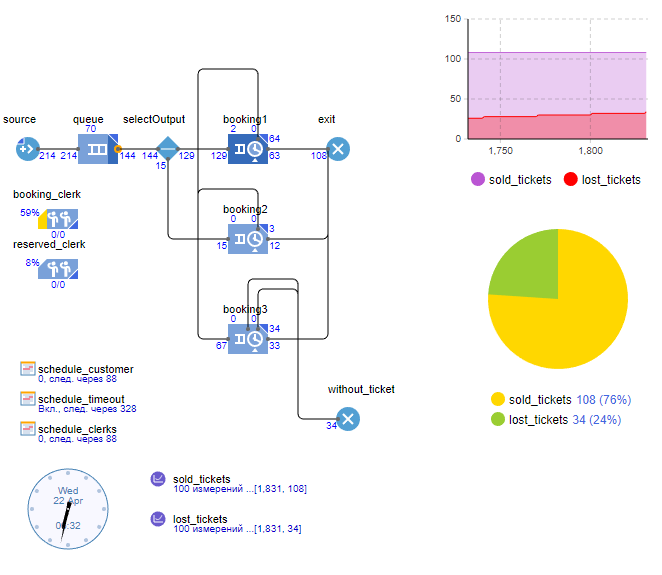 source
queue
70
selectOutput
booking1
2 0
64
exit
214
214
144
144
129
15
129
63
108
booking_clerk
59%
0/0
booking2
0 0
3
15
12
reserved_clerk
8%
0/0
booking3
0 0
34
67
33
schedule_customer
0, след. через 88
schedule_timeout
Вкл., след. через 328
schedule_clerks
0, след. через 88
without_ticket
34
Wed
22 Apr
sold_tickets
100 измерений ...[1,831, 108]
lost_tickets
100 измерений ...[1,831, 34]
150
100
50
0
1,750
1,800
sold_tickets
lost_tickets
sold_tickets 108 (76%)
lost_tickets 34 (24%)